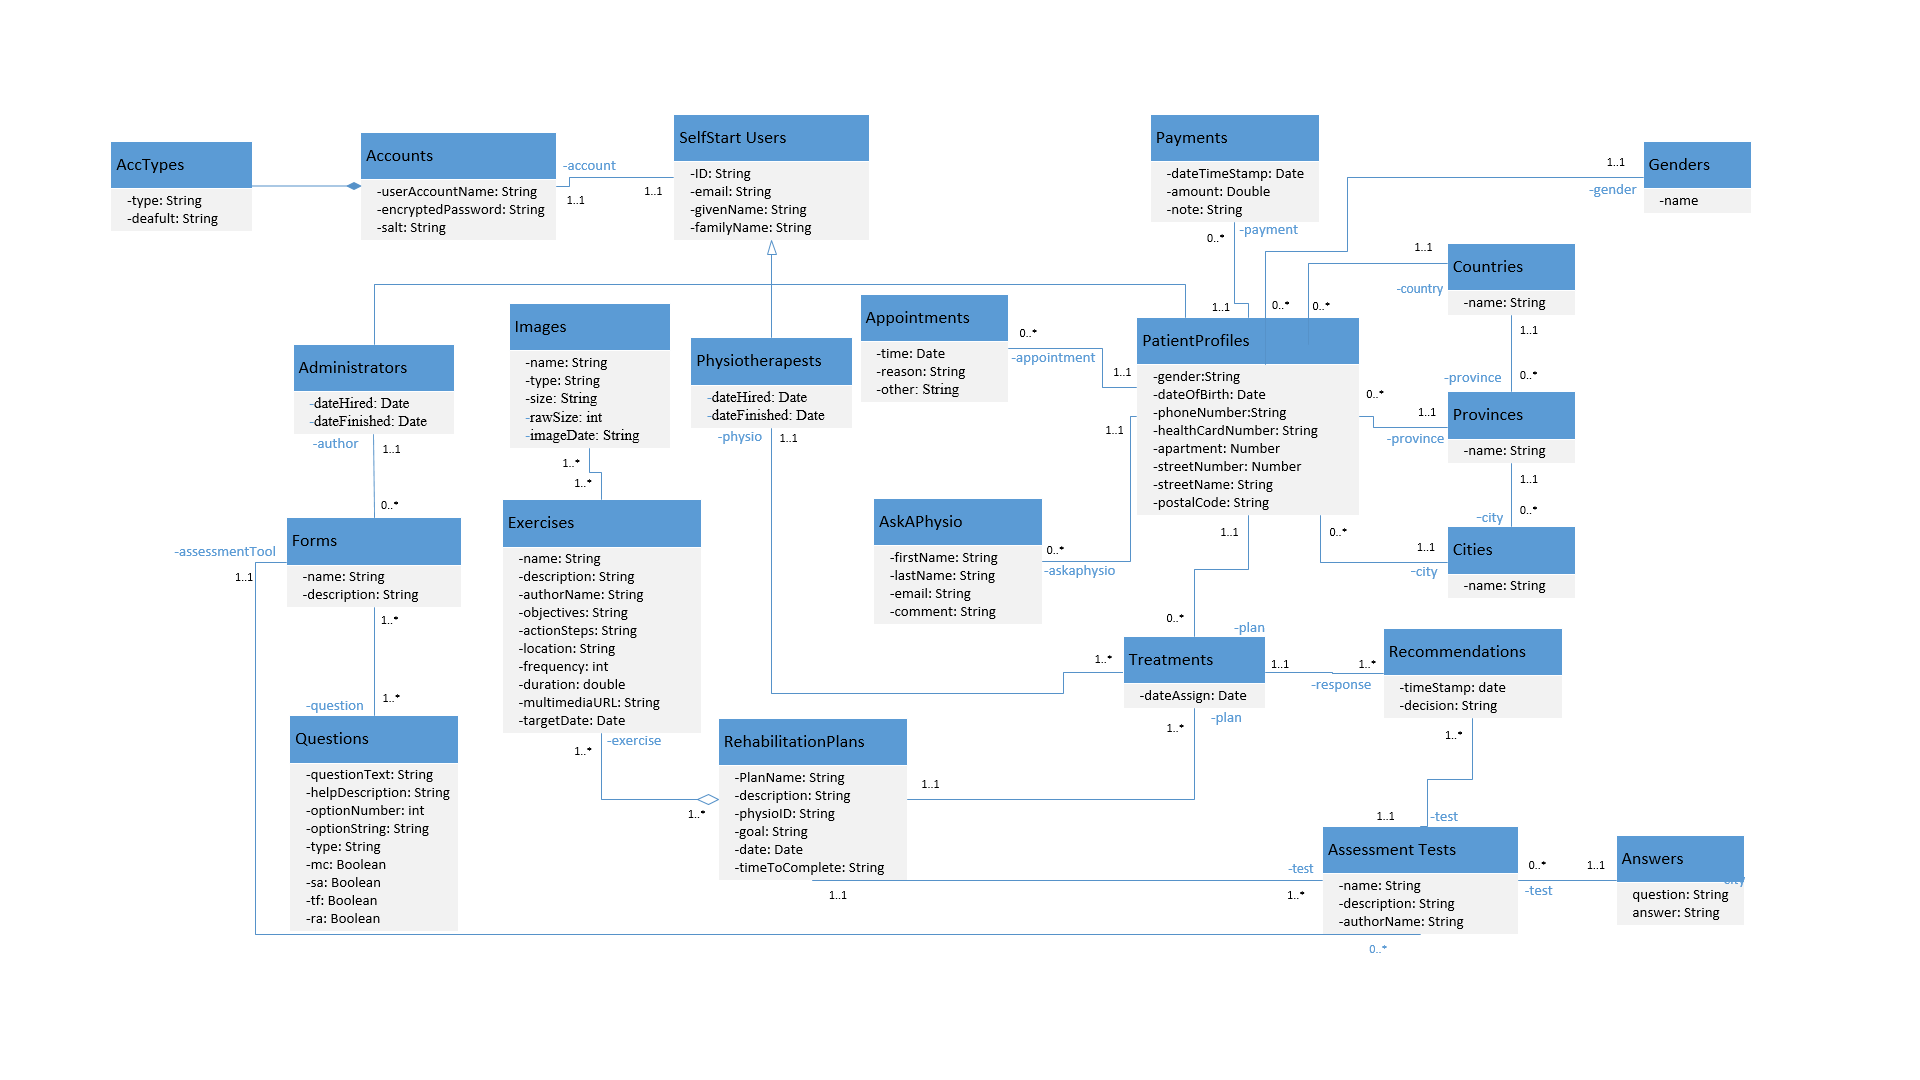 AccTypes
-type: String
-deafult: String
Accounts
-userAccountName: String
-encryptedPassword: String
-salt: String
-account
1..1
1..1
SelfStart Users
-ID: String
-email: String
-givenName: String
-familyName: String
Payments
-dateTimeStamp: Date
-amount: Double
-note: String
0..*
-payment
1..1
Genders
-name
1..1
-gender
0..*
Countries
-name: String
1..1
-country
0..*
1..1
-province
0..*
Administrators
-dateHired: Date
-dateFinished: Date
-author
1..1
0..*
Images
-name: String
-type: String
-size: String
-rawSize: int
-imageDate: String
1..*
1..*
Physiotherapests
-dateHired: Date
-dateFinished: Date
-physio
1..1
Appointments
-time: Date
-reason: String
-other: String
0..*
-appointment
1..1
PatientProfiles
-gender:String
-dateOfBirth: Date
-phoneNumber:String
-healthCardNumber: String
-apartment: Number
-streetNumber: Number
-streetName: String
-postalCode: String
1..1
0..*
1..1
-province
Provinces
-name: String
1..1
-city
0..*
Cities
-name: String
0..*
1..1
-city
1..1
0..*
AskAPhysio
-firstName: String
-lastName: String
-email: String
-comment: String
0..*
-askaphysio
Forms
-name: String
-description: String
-assessmentTool
1..1
1..*
-question
1..*
Exercises
-name: String
-description: String
-authorName: String
-objectives: String
-actionSteps: String
-location: String
-frequency: int
-duration: double
-multimediaURL: String
-targetDate: Date
1..*
-exercise
1..*
Treatments
-dateAssign: Date
1..*
-plan
1..1
1..*
-response
1..*
-plan
Recommendations
-timeStamp: date
-decision: String
1..*
1..1
-test
Questions
-questionText: String
-helpDescription: String
-optionNumber: int
-optionString: String
-type: String
-mc: Boolean
-sa: Boolean
-tf: Boolean
-ra: Boolean
RehabilitationPlans
-PlanName: String
-description: String
-physioID: String
-goal: String
-date: Date
-timeToComplete: String
1..1
1..1
-test
1..*
Assessment Tests
-name: String
-description: String
-authorName: String
0..*
0..*
-test
1..1
Answers
question: String
answer: String